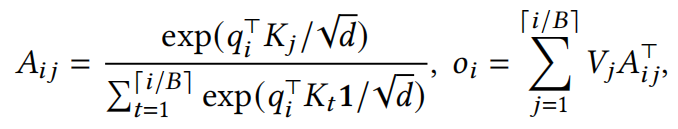 A_{ij} = \frac{\exp(q_i^\top K_j / \sqrt{d})}{\sum_{t=1}^{\lceil i/B \rceil} \exp(q_i^\top K_t \mathbf{1} / \sqrt{d})}, \; o_i = \sum_{j=1}^{\lceil i/B \rceil} V_j A_{ij}^\top,